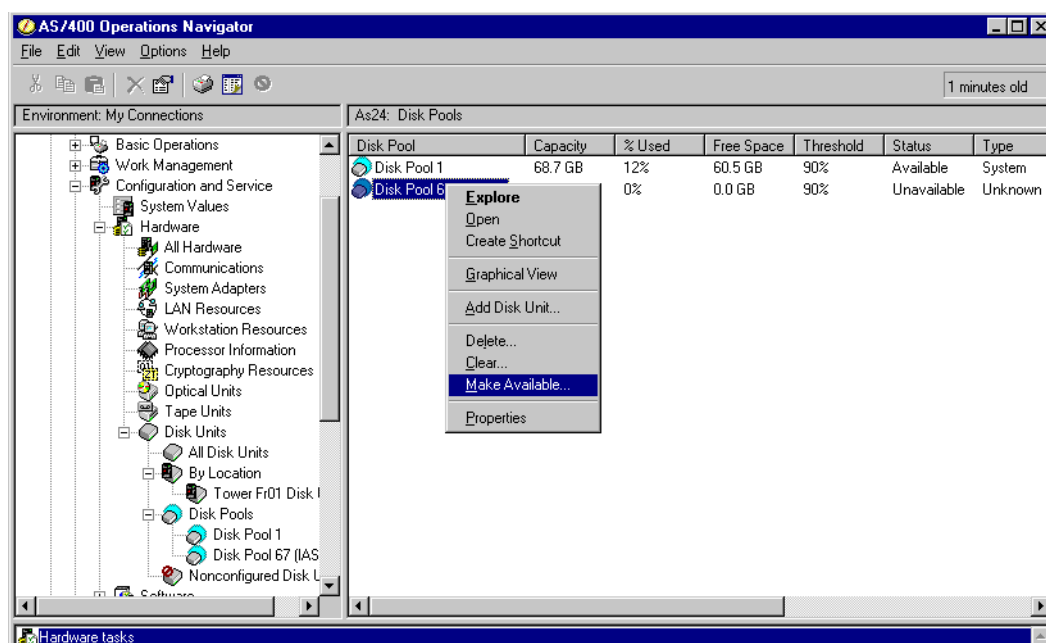 AS/400 Operations Navigator
File Edit View Options Help
1 minutes old
Environment: My Connections
As24: Disk Pools
Basic Operations
Work Management
Configuration and Service
System Values
Hardware
All Hardware
Communications
System Adapters
LAN Resources
Workstation Resources
Processor Information
Cryptography Resources
Optical Units
Tape Units
Disk Units
All Disk Units
By Location
Tower Fr01 Disk
Disk Pools
Disk Pool 1
Disk Pool 67 (IAS
Nonconfigured Disk
Software
Disk Pool Capacity % Used Free Space Threshold Status Type
Disk Pool 1 68.7 GB 12% 60.5 GB 90% Available System
Disk Pool 6 0% 0.0 GB 90% Unavailable Unknown
Explore
Open
Create Shortcut
Graphical View
Add Disk Unit...
Delete...
Clear...
Make Available...
Properties
Hardware tasks